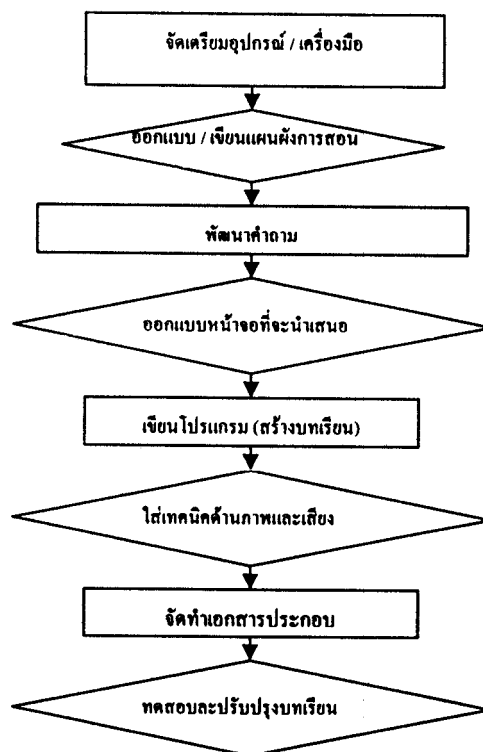 จัดเตรียมอุปกรณ์ / เครื่องมือ
ออกแบบ / เขียนแผนผังการสอน
พัฒนาคำถาม
ออกแบบหน้าจอที่จะนำเสนอ
เขียนโปรแกรม (สร้างบทเรียน)
ใส่เทคนิคด้านภาพและเสียง
จัดทำเอกสารประกอบ
ทดสอบละปรับปรุงบทเรียน